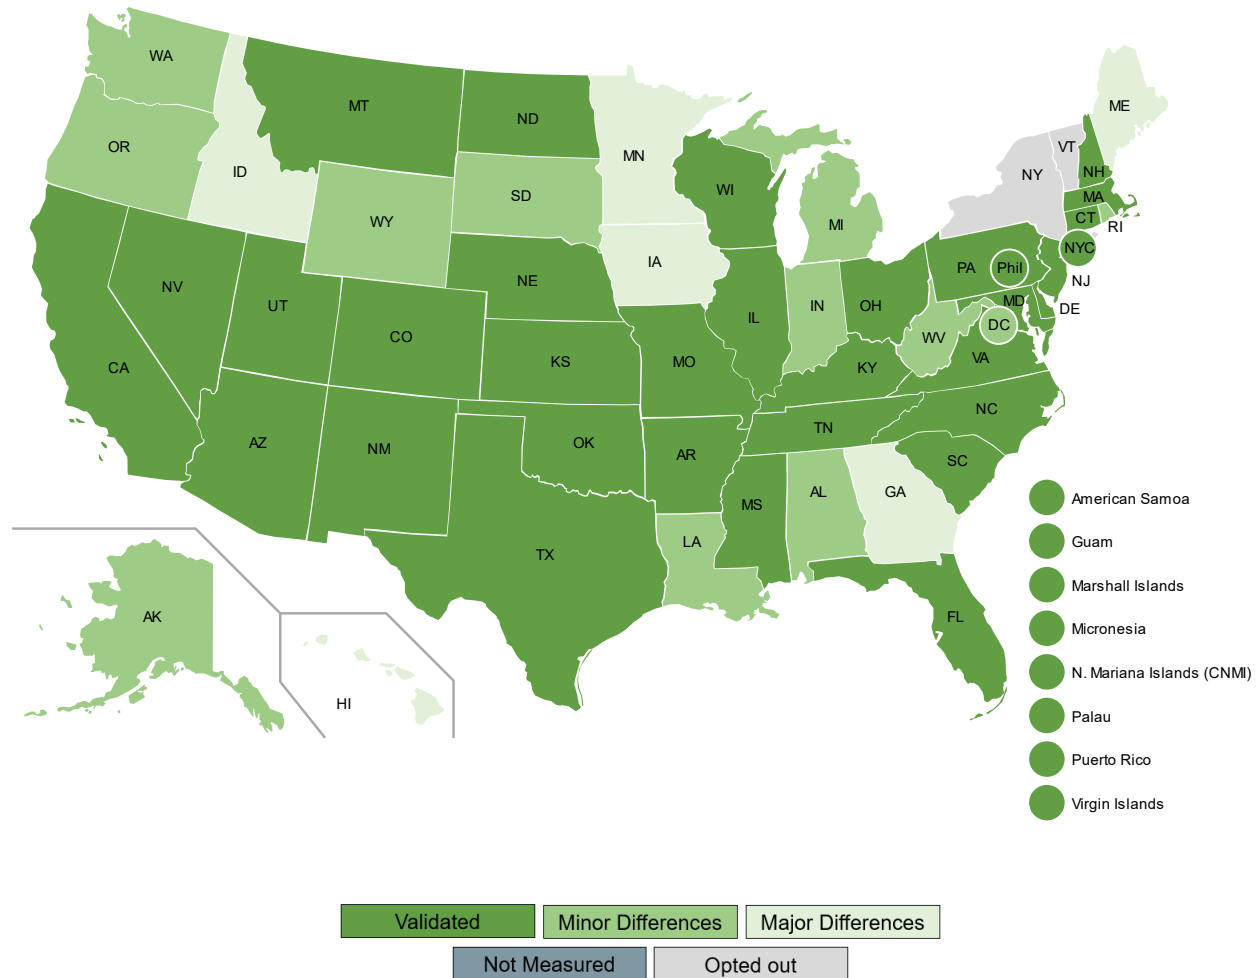 WA
MT
ND
MN
ME
OR
ID
SD
WI
VT
NH
NY
MA
WY
MI
CT
RI
IA
NYC
NV
NE
PA
Phil
NJ
UT
CO
IL
IN
OH
MD
DE
DC
WV
VA
CA
KS
MO
KY
NC
AZ
NM
OK
AR
TN
SC
MS
AL
GA
American Samoa
TX
LA
Guam
Marshall Islands
AK
FL
Micronesia
N. Mariana Islands (CNMI)
HI
Palau
Puerto Rico
Virgin Islands
Validated
Minor Differences
Major Differences
Not Measured
Opted out